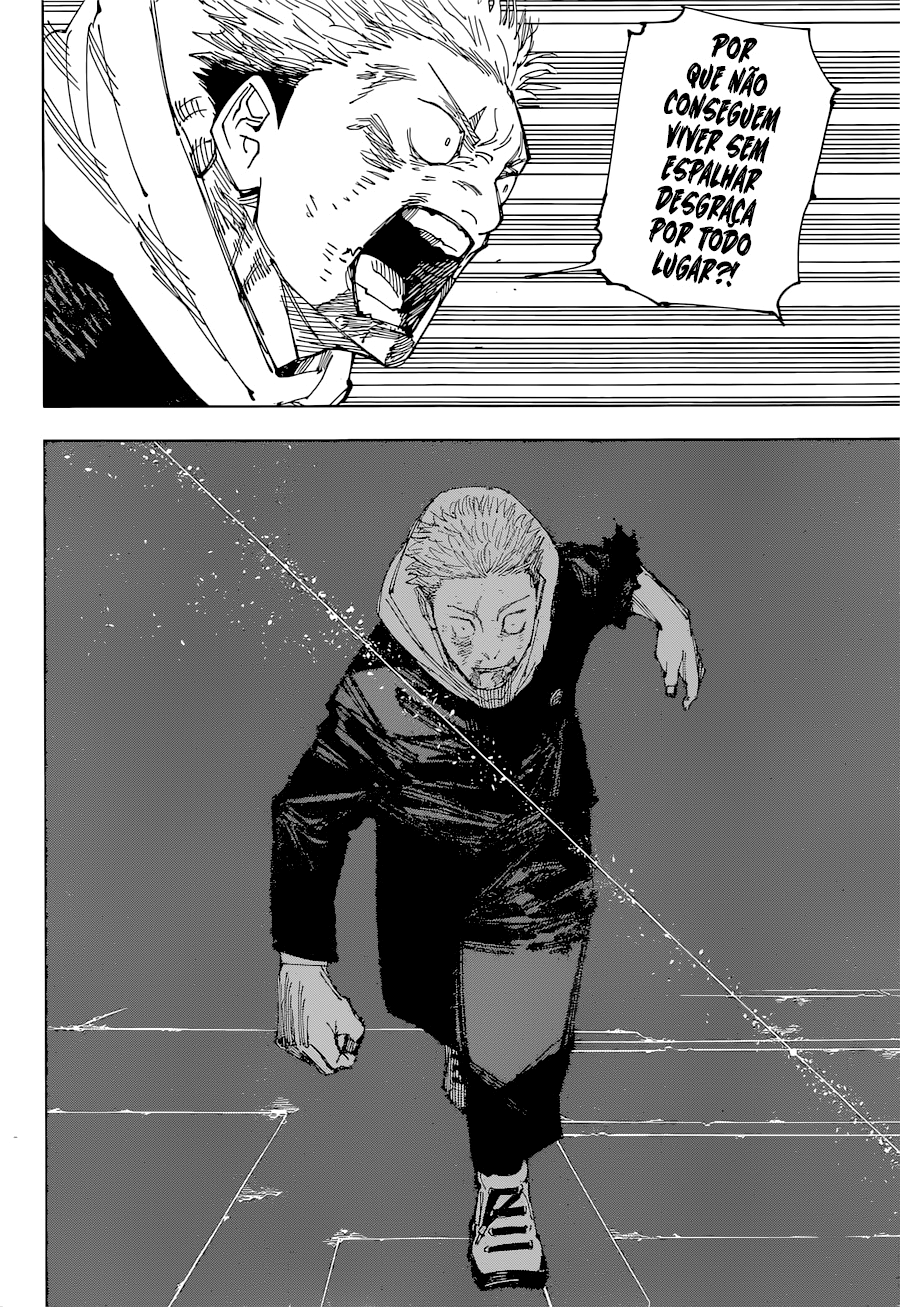 POR
QUE NÃO
CONSEGUEM
VIVER SEM
ESPALHAR
DESGRAÇA
POR TODO
LUGAR?!